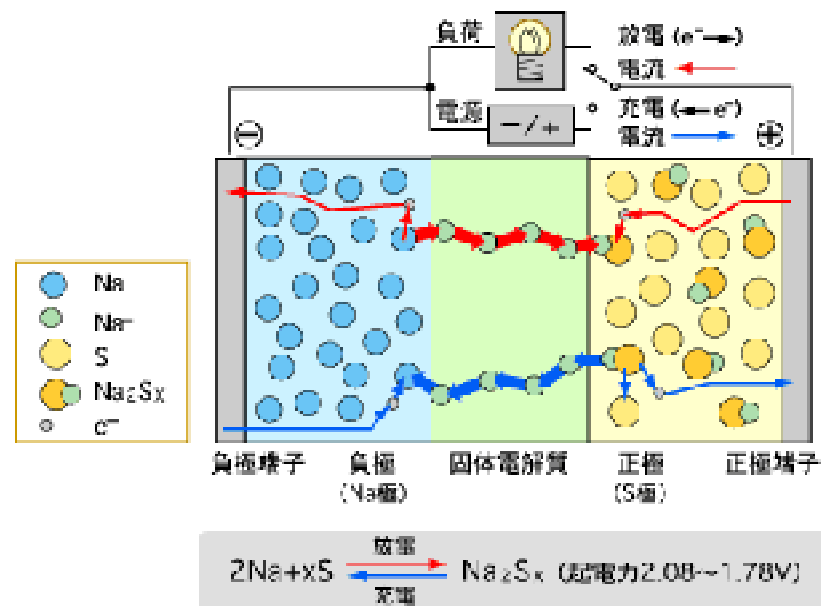 負荷
放電 (e⁻→)
電流 ←
電源
−/+
充電 (←e⁻)
電流 →
⊖
⊕
Na
Na⁺
S
Na₂Sx
e⁻
負極端子
負極
(Na極)
固体電解質
正極
(S極)
正極端子
放電
2Na+xS Na₂Sx (起電力2.08〜1.78V)
充電